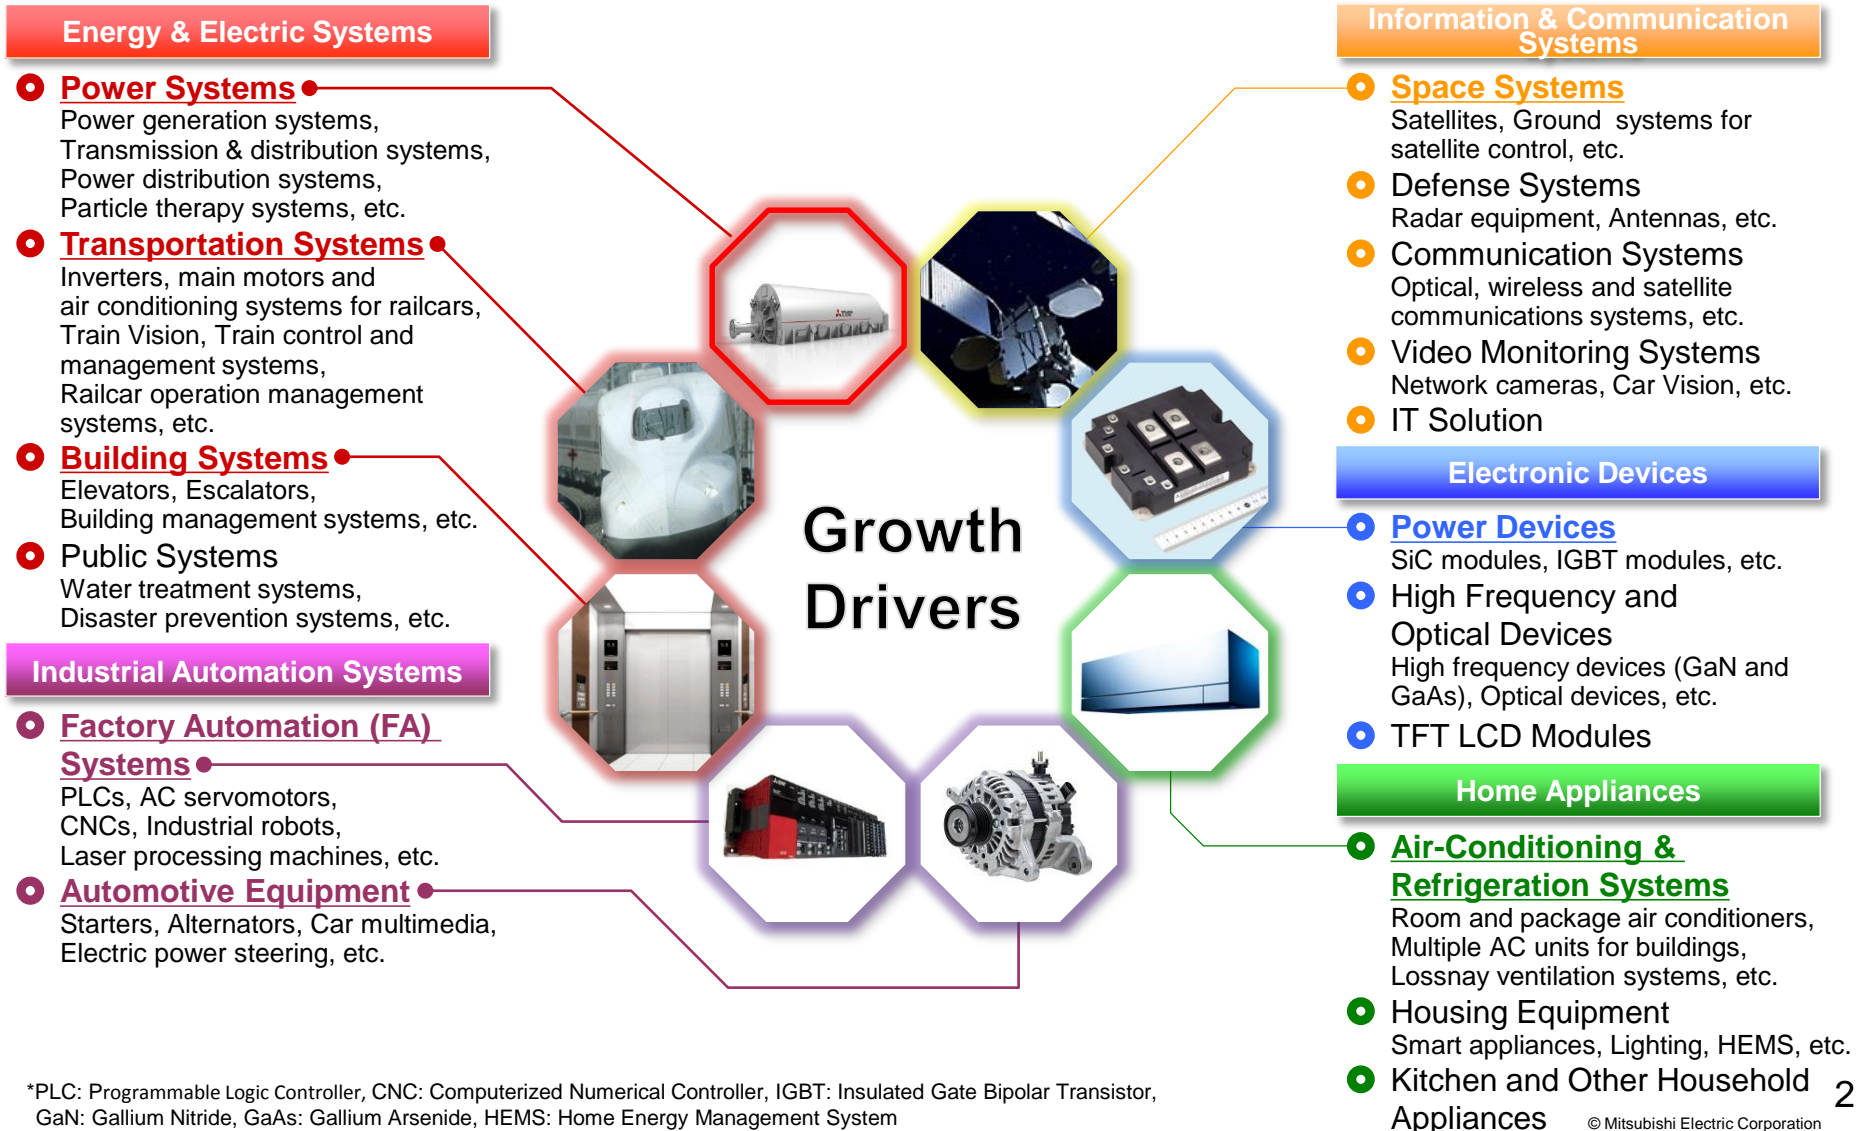 Energy & Electric Systems
Power Systems
Power generation systems,
Transmission & distribution systems,
Power distribution systems,
Particle therapy systems, etc.
Transportation Systems
Inverters, main motors and
air conditioning systems for railcars,
Train Vision, Train control and
management systems,
Railcar operation management
systems, etc.
Building Systems
Elevators, Escalators,
Building management systems, etc.
Public Systems
Water treatment systems,
Disaster prevention systems, etc.
Industrial Automation Systems
Factory Automation (FA)
Systems
PLCs, AC servomotors,
CNCs, Industrial robots,
Laser processing machines, etc.
Automotive Equipment
Starters, Alternators, Car multimedia,
Electric power steering, etc.
Growth
Drivers
Information & Communication
Systems
Space Systems
Satellites, Ground systems for
satellite control, etc.
Defense Systems
Radar equipment, Antennas, etc.
Communication Systems
Optical, wireless and satellite
communications systems, etc.
Video Monitoring Systems
Network cameras, Car Vision, etc.
IT Solution
Electronic Devices
Power Devices
SiC modules, IGBT modules, etc.
High Frequency and
Optical Devices
High frequency devices (GaN and
GaAs), Optical devices, etc.
TFT LCD Modules
Home Appliances
Air-Conditioning &
Refrigeration Systems
Room and package air conditioners,
Multiple AC units for buildings,
Lossnay ventilation systems, etc.
Housing Equipment
Smart appliances, Lighting, HEMS, etc.
Kitchen and Other Household
Appliances
*PLC: Programmable Logic Controller, CNC: Computerized Numerical Controller, IGBT: Insulated Gate Bipolar Transistor,
GaN: Gallium Nitride, GaAs: Gallium Arsenide, HEMS: Home Energy Management System
2
© Mitsubishi Electric Corporation